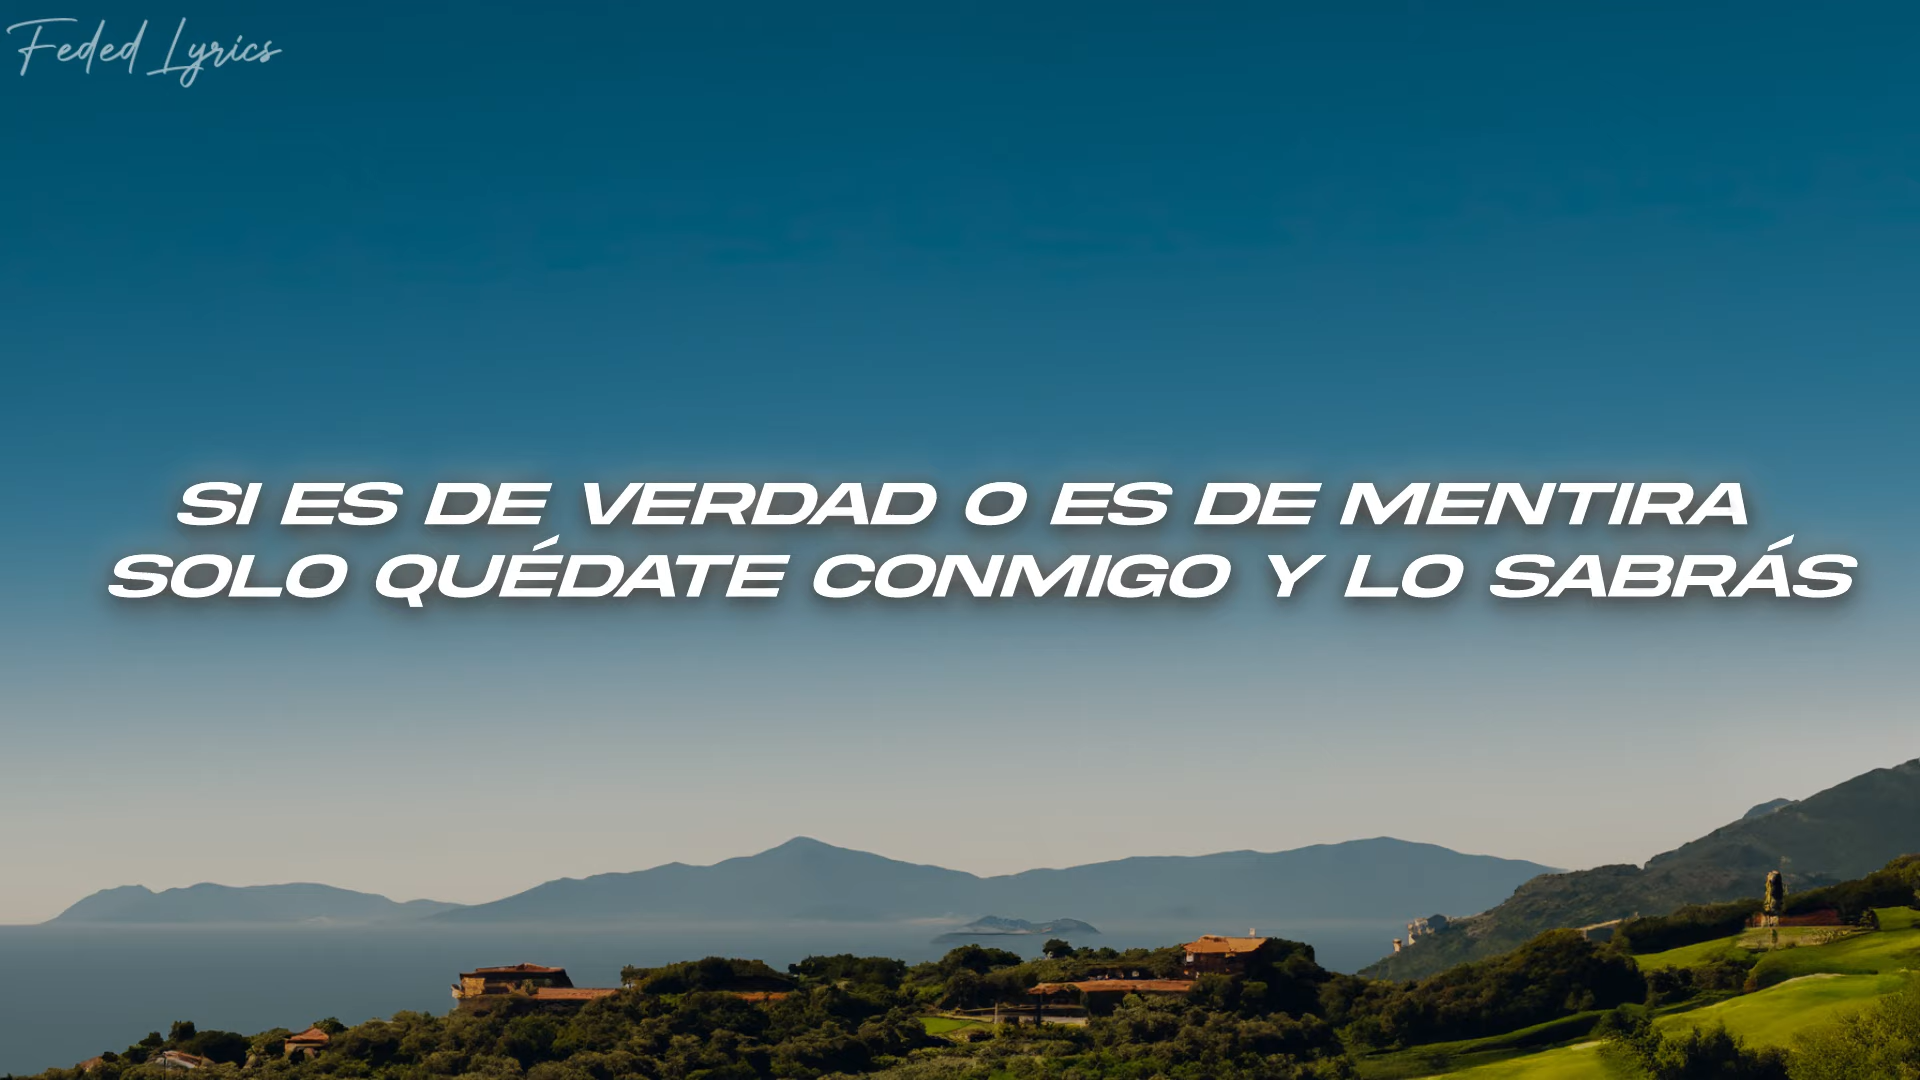 Feded Lyrics
SI ES DE VERDAD O ES DE MENTIRA
SOLO QUÉDATE CONMIGO Y LO SABRÁS